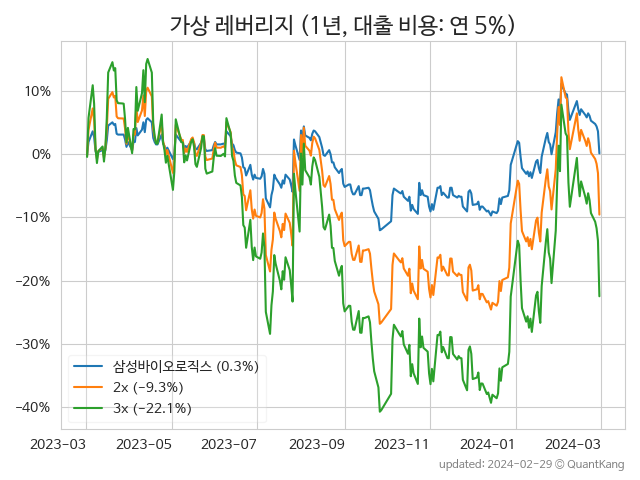 가상 레버리지 (1년, 대출 비용: 연 5%)
10%
0%
−10%
−20%
−30%
−40%
삼성바이오로직스 (0.3%)
2x (−9.3%)
3x (−22.1%)
2023-03 2023-05 2023-07 2023-09 2023-11 2024-01 2024-03
updated: 2024-02-29 © QuantKang